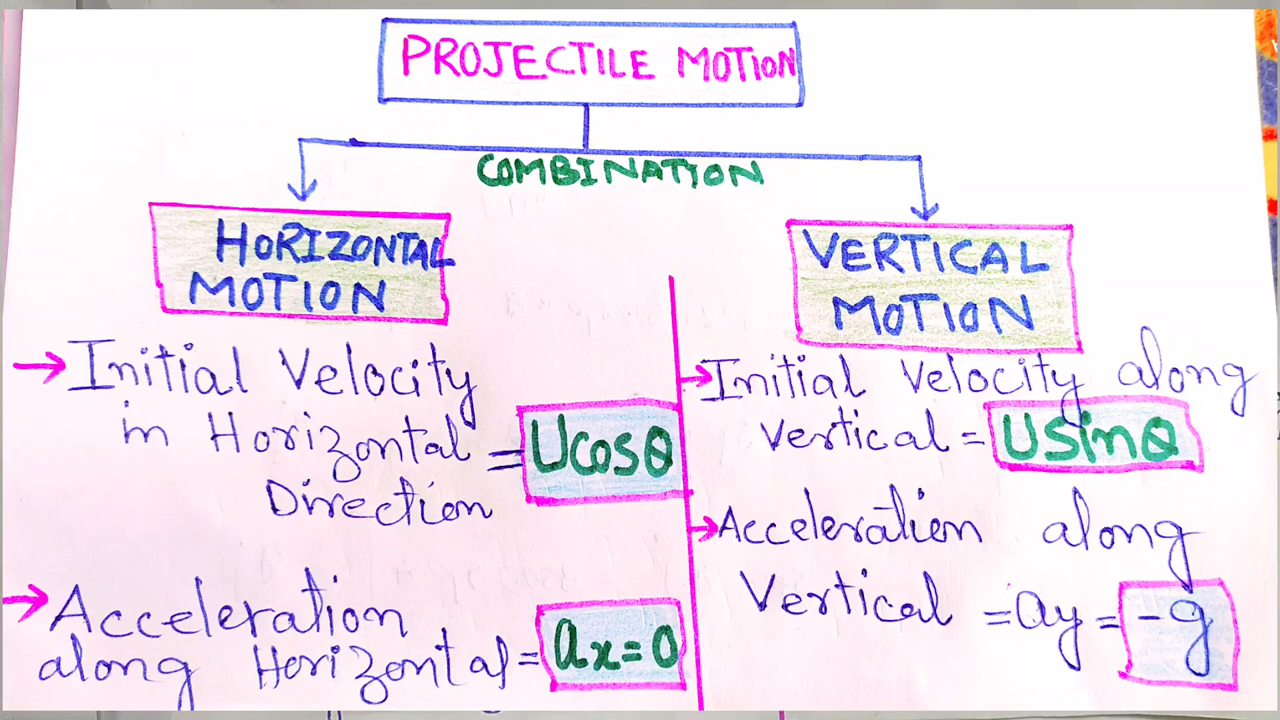 PROJECTILE MOTION
COMBINATION
HORIZONTAL
MOTION
→ Initial Velocity
in Horizontal = Ucosθ
Direction
→ Acceleration
along Horizontal = ax=0
VERTICAL
MOTION
→ Initial Velocity along
Vertical = Usinθ
→ Acceleration along
Vertical = ay = -g